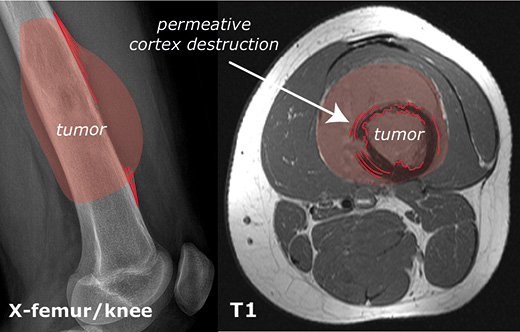 permeative
cortex destruction
tumor
tumor
X-femur/knee
T1